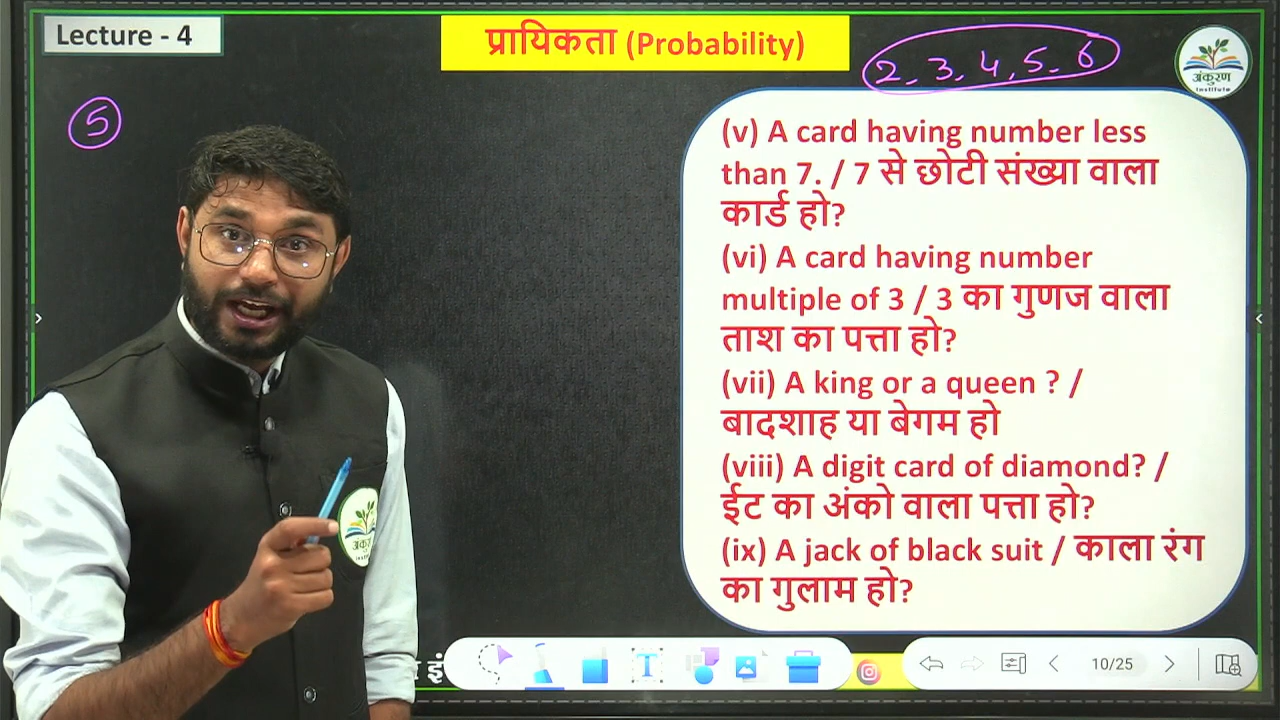 Lecture - 4
प्रायिकता (Probability)
2, 3, 4, 5, 6
अंकुरण
Institute
5
(v) A card having number less
than 7. / 7 से छोटी संख्या वाला
कार्ड हो?
(vi) A card having number
multiple of 3 / 3 का गुणज वाला
ताश का पत्ता हो?
(vii) A king or a queen ? /
बादशाह या बेगम हो
(viii) A digit card of diamond? /
ईट का अंको वाला पत्ता हो?
(ix) A jack of black suit / काला रंग
का गुलाम हो?
T
10/25